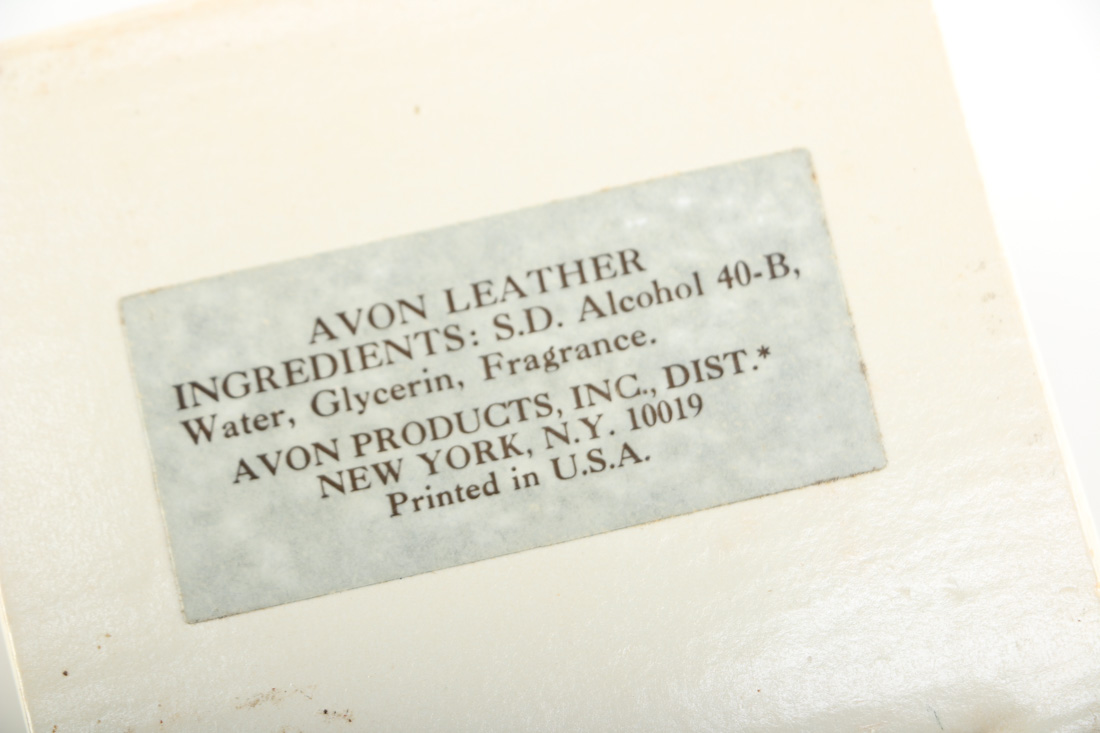 AVON LEATHER
INGREDIENTS: S.D. Alcohol 40-B,
Water, Glycerin, Fragrance.
AVON PRODUCTS, INC., DIST.*
NEW YORK, N.Y. 10019
Printed in U.S.A.